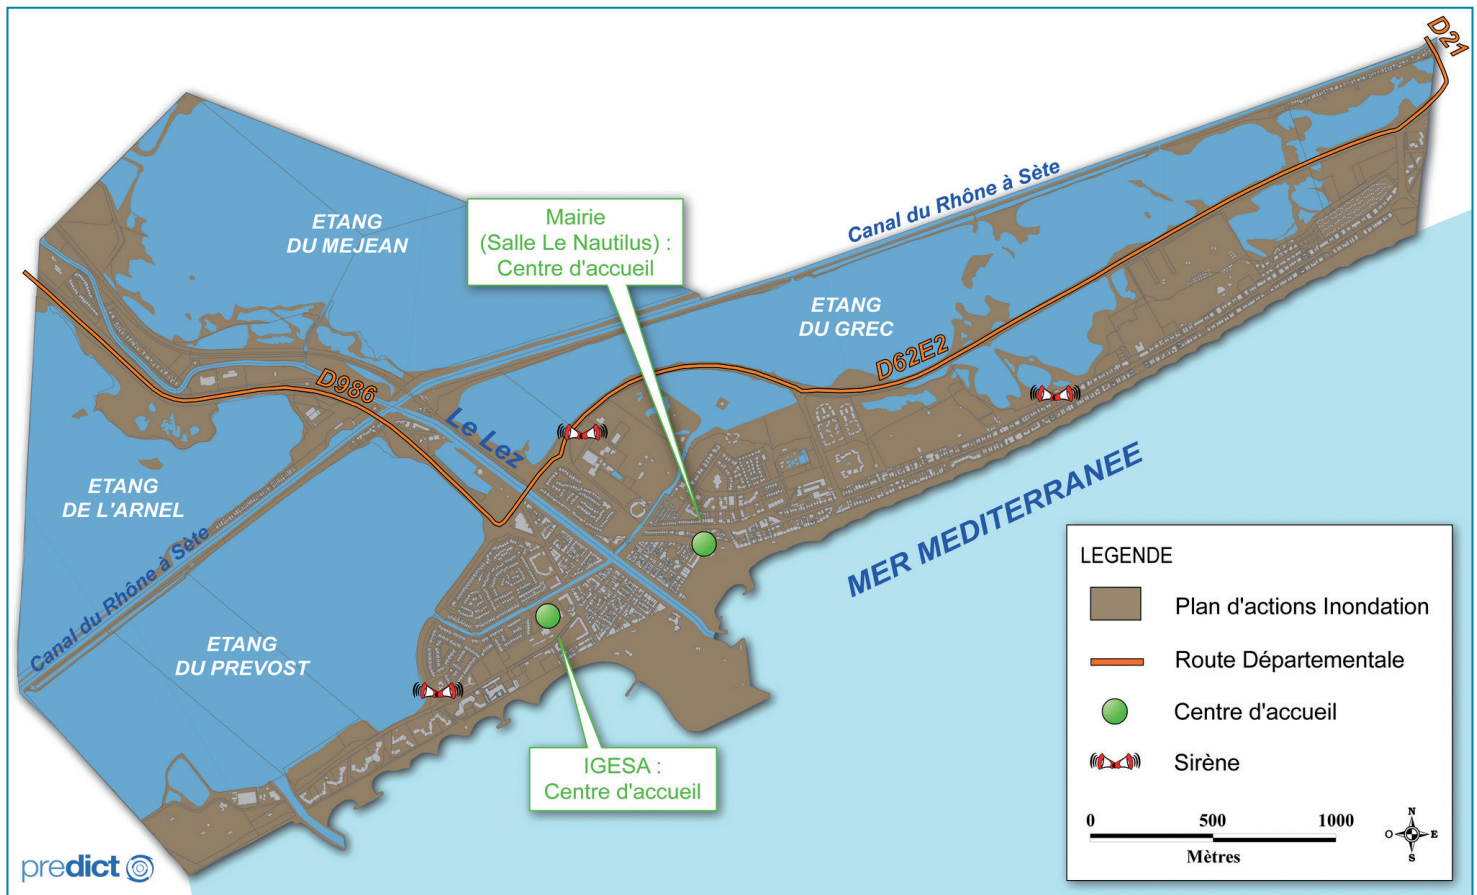 D21
Canal du Rhône à Sète
ETANG
DU MEJEAN
Mairie
(Salle Le Nautilus) :
Centre d'accueil
ETANG
DU GREC
D62E2
D986
Le Lez
ETANG
DE L'ARNEL
MER MEDITERRANEE
Canal du Rhône à Sète
ETANG
DU PREVOST
IGESA :
Centre d'accueil
LEGENDE
Plan d'actions Inondation
Route Départementale
Centre d'accueil
Sirène
0 500 1000
Mètres
N
O E
S
predict